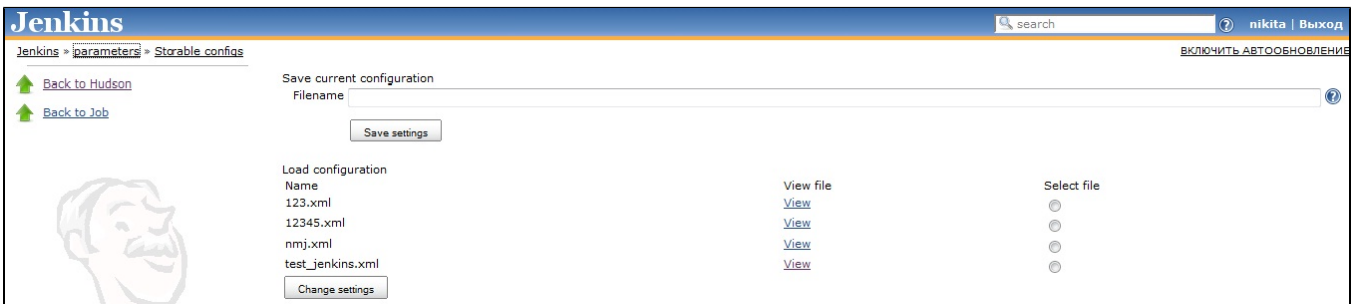 Jenkins
search
nikita | Выход
Jenkins » parameters » Storable configs
ВКЛЮЧИТЬ АВТООБНОВЛЕНИЕ
Back to Hudson
Back to Job
Save current configuration
Filename
Save settings
Load configuration
Name View file Select file
123.xml View
12345.xml View
nmj.xml View
test_jenkins.xml View
Change settings